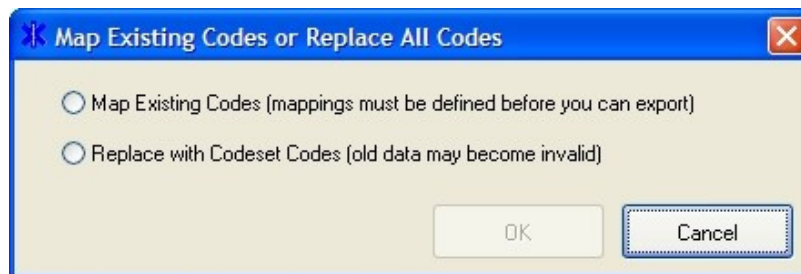 Map Existing Codes or Replace All Codes
Map Existing Codes (mappings must be defined before you can export)
Replace with Codeset Codes (old data may become invalid)
OK Cancel